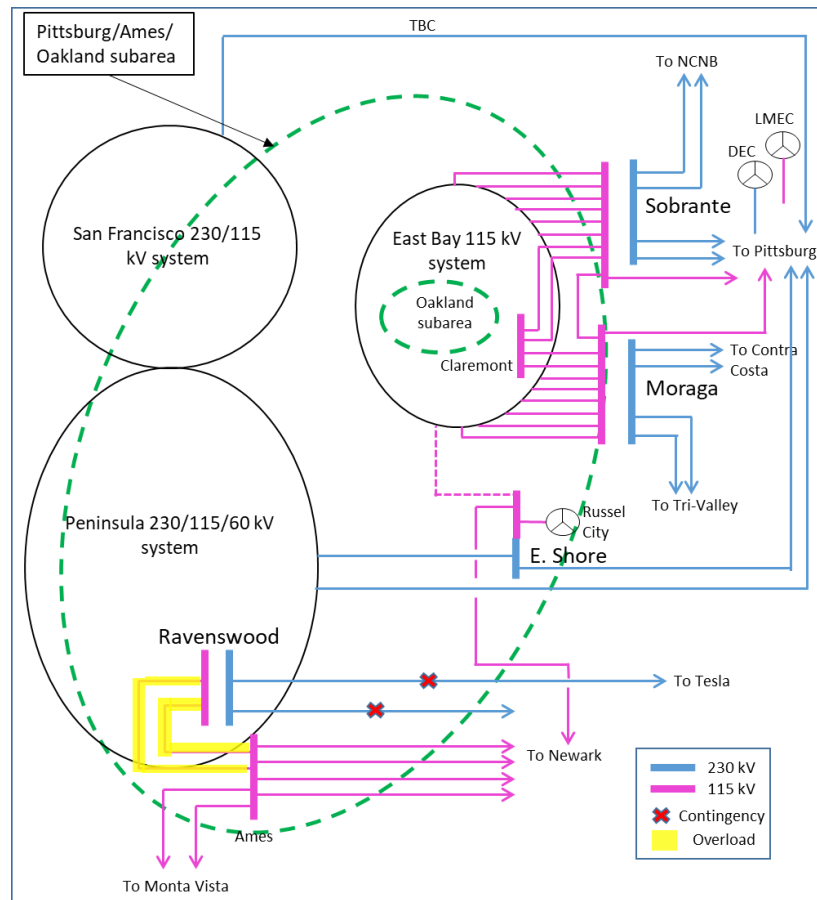 Pittsburg/Ames/
Oakland subarea
TBC
To NCNB
LMEC
DEC
Sobrante
San Francisco 230/115
kV system
East Bay 115 kV
system
To Pittsburg
Oakland
subarea
Claremont
To Contra
Costa
Moraga
To Tri-Valley
Russel
City
Peninsula 230/115/60 kV
system
E. Shore
Ravenswood
To Tesla
To Newark
230 kV
115 kV
Contingency
Overload
Ames
To Monta Vista